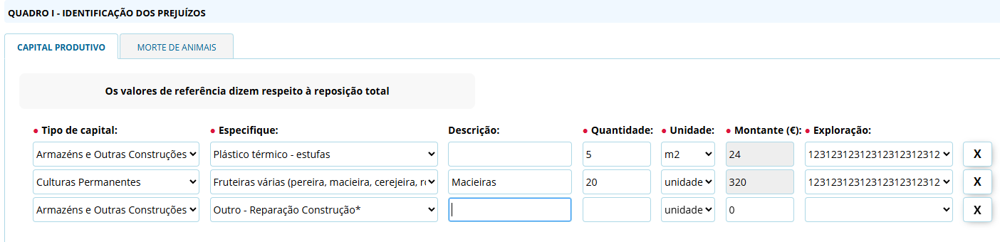 QUADRO I - IDENTIFICAÇÃO DOS PREJUÍZOS
CAPITAL PRODUTIVO MORTE DE ANIMAIS
Os valores de referência dizem respeito à reposição total
• Tipo de capital: • Especifique: Descrição: • Quantidade: • Unidade: • Montante (€): • Exploração:
Armazéns e Outras Construções Plástico térmico - estufas 5 m2 24 12312312312312312312312 X
Culturas Permanentes Fruteiras várias (pereira, macieira, cerejeira, Macieiras 20 unidade 320 12312312312312312312312 X
Armazéns e Outras Construções Outro - Reparação Construção* unidade 0 X